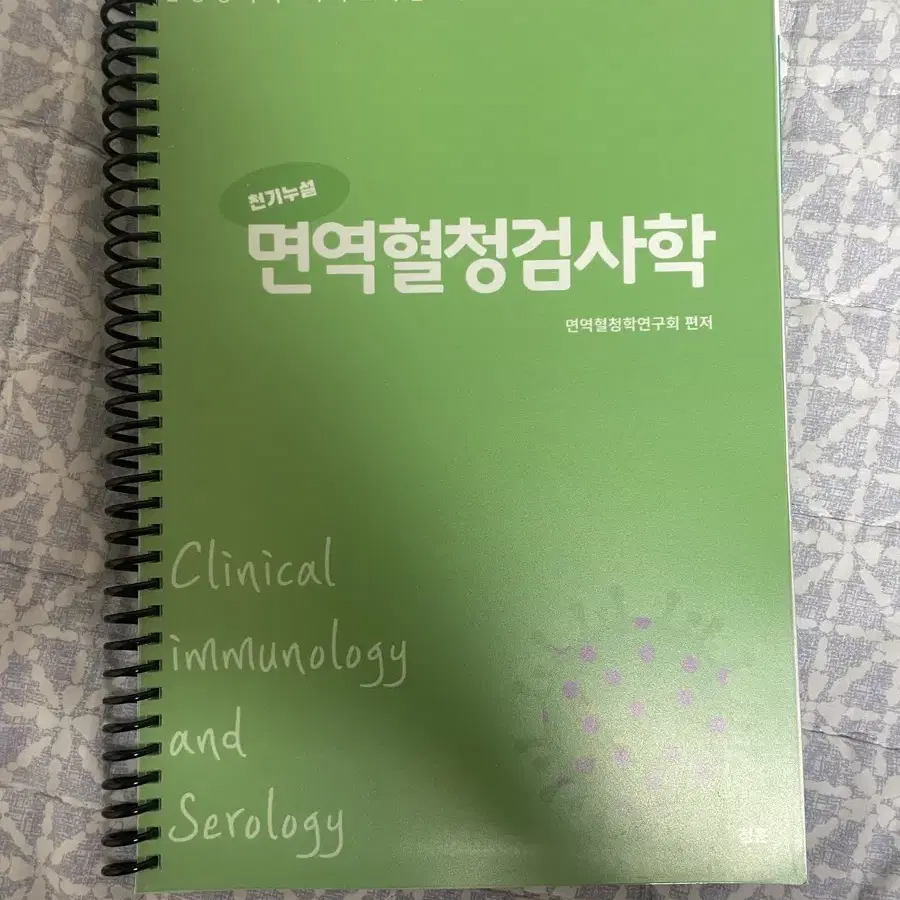 천기누설
면역혈청검사학
면역혈청학연구회 편저
Clinical
immunology
and
Serology